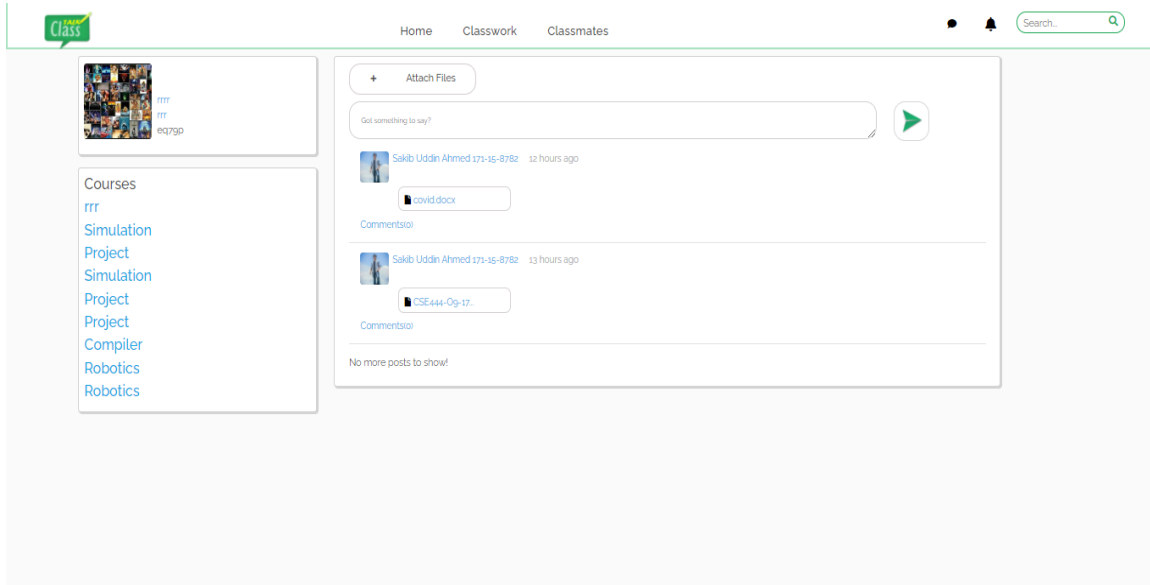 TALK
Class
Home Classwork Classmates
Search...
rrrr
rrr
eq79p
Courses
rrr
Simulation
Project
Simulation
Project
Project
Compiler
Robotics
Robotics
+ Attach Files
Got something to say?
Sakib Uddin Ahmed 171-15-8782 12 hours ago
covid.docx
Comments(0)
Sakib Uddin Ahmed 171-15-8782 13 hours ago
CSE444-O9-17...
Comments(0)
No more posts to show!